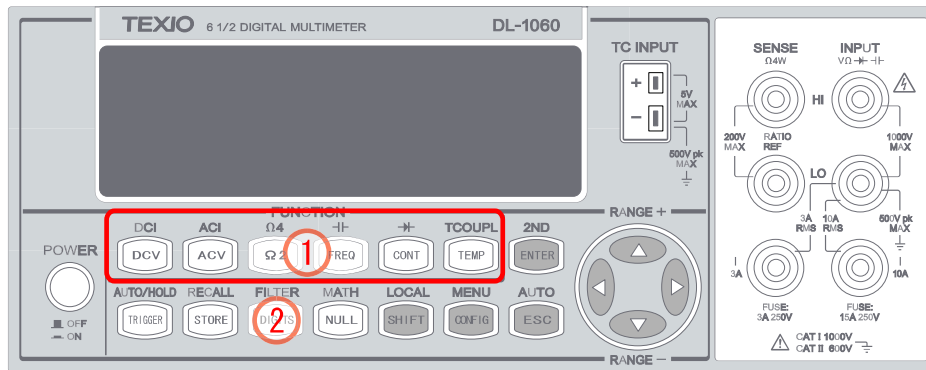 TEXIO 6 1/2 DIGITAL MULTIMETER DL-1060
TC INPUT
+
−
5V
MAX
500V pk
MAX
SENSE
Ω4W
INPUT
VΩ
HI
200V
MAX
RATIO
REF
1000V
MAX
LO
3A
RMS
10A
RMS
500V pk
MAX
3A
10A
FUSE:
3A 250V
FUSE:
15A 250V
CAT I 1000V
CAT II 600V
FUNCTION
DCI ACI Ω4 TCOUPL 2ND
DCV ACV Ω2 FREQ CONT TEMP ENTER
1
POWER
OFF
ON
AUTO/HOLD RECALL FILTER MATH LOCAL MENU AUTO
TRIGGER STORE DIGITS NULL SHIFT CONFIG ESC
2
RANGE +
RANGE −